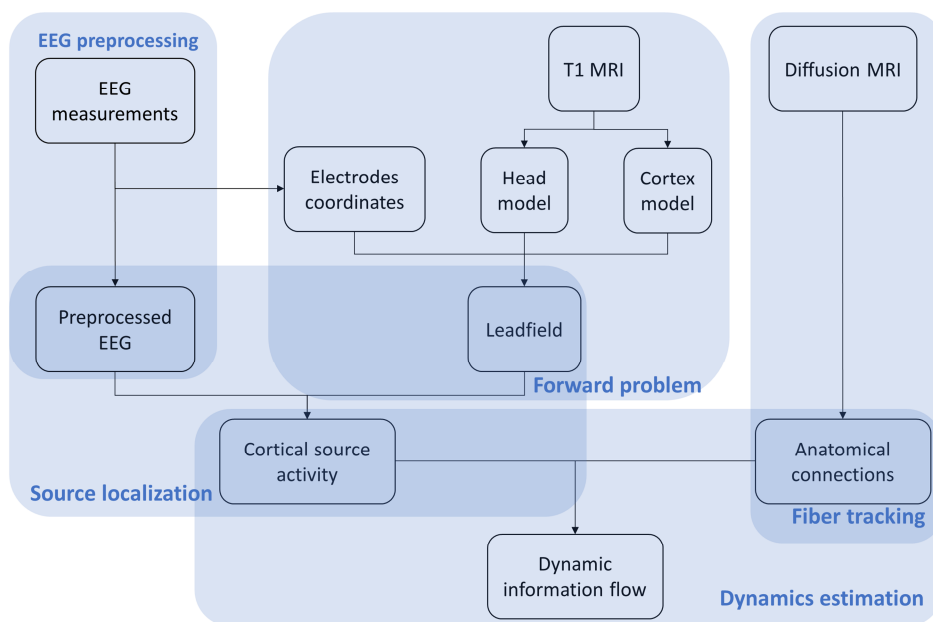 EEG preprocessing
EEG
measurements
T1 MRI
Diffusion MRI
Electrodes
coordinates
Head
model
Cortex
model
Preprocessed
EEG
Leadfield
Forward problem
Cortical source
activity
Anatomical
connections
Source localization
Fiber tracking
Dynamic
information flow
Dynamics estimation